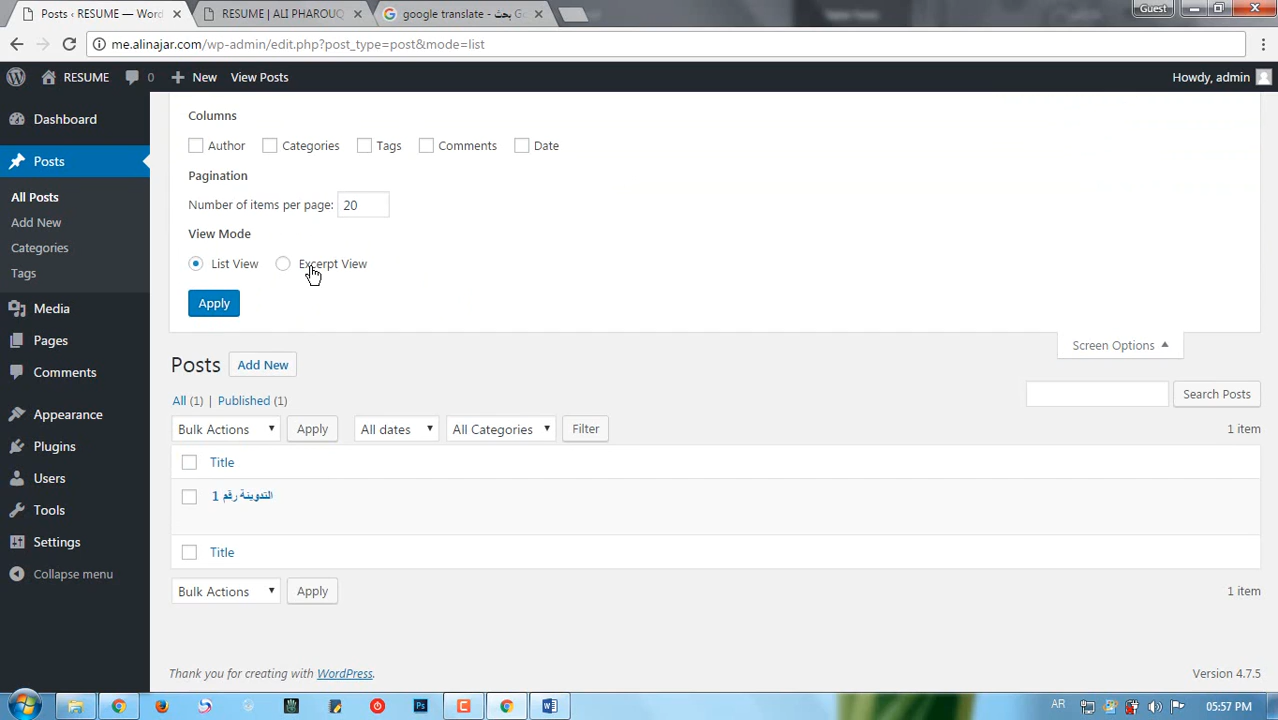 Posts ‹ RESUME — Word
RESUME | ALI PHAROUQ
google translate - بحث Go
Guest
me.alinajar.com/wp-admin/edit.php?post_type=post&mode=list
RESUME 0 New View Posts Howdy, admin
Dashboard
Posts
All Posts
Add New
Categories
Tags
Media
Pages
Comments
Appearance
Plugins
Users
Tools
Settings
Collapse menu
Columns
Author Categories Tags Comments Date
Pagination
Number of items per page: 20
View Mode
List View Excerpt View
Apply
Screen Options
Posts Add New
All (1) | Published (1)
Search Posts
Bulk Actions Apply All dates All Categories Filter 1 item
Title
التدوينة رقم 1
Title
Bulk Actions Apply 1 item
Thank you for creating with WordPress. Version 4.7.5
Ps
W
AR 05:57 PM